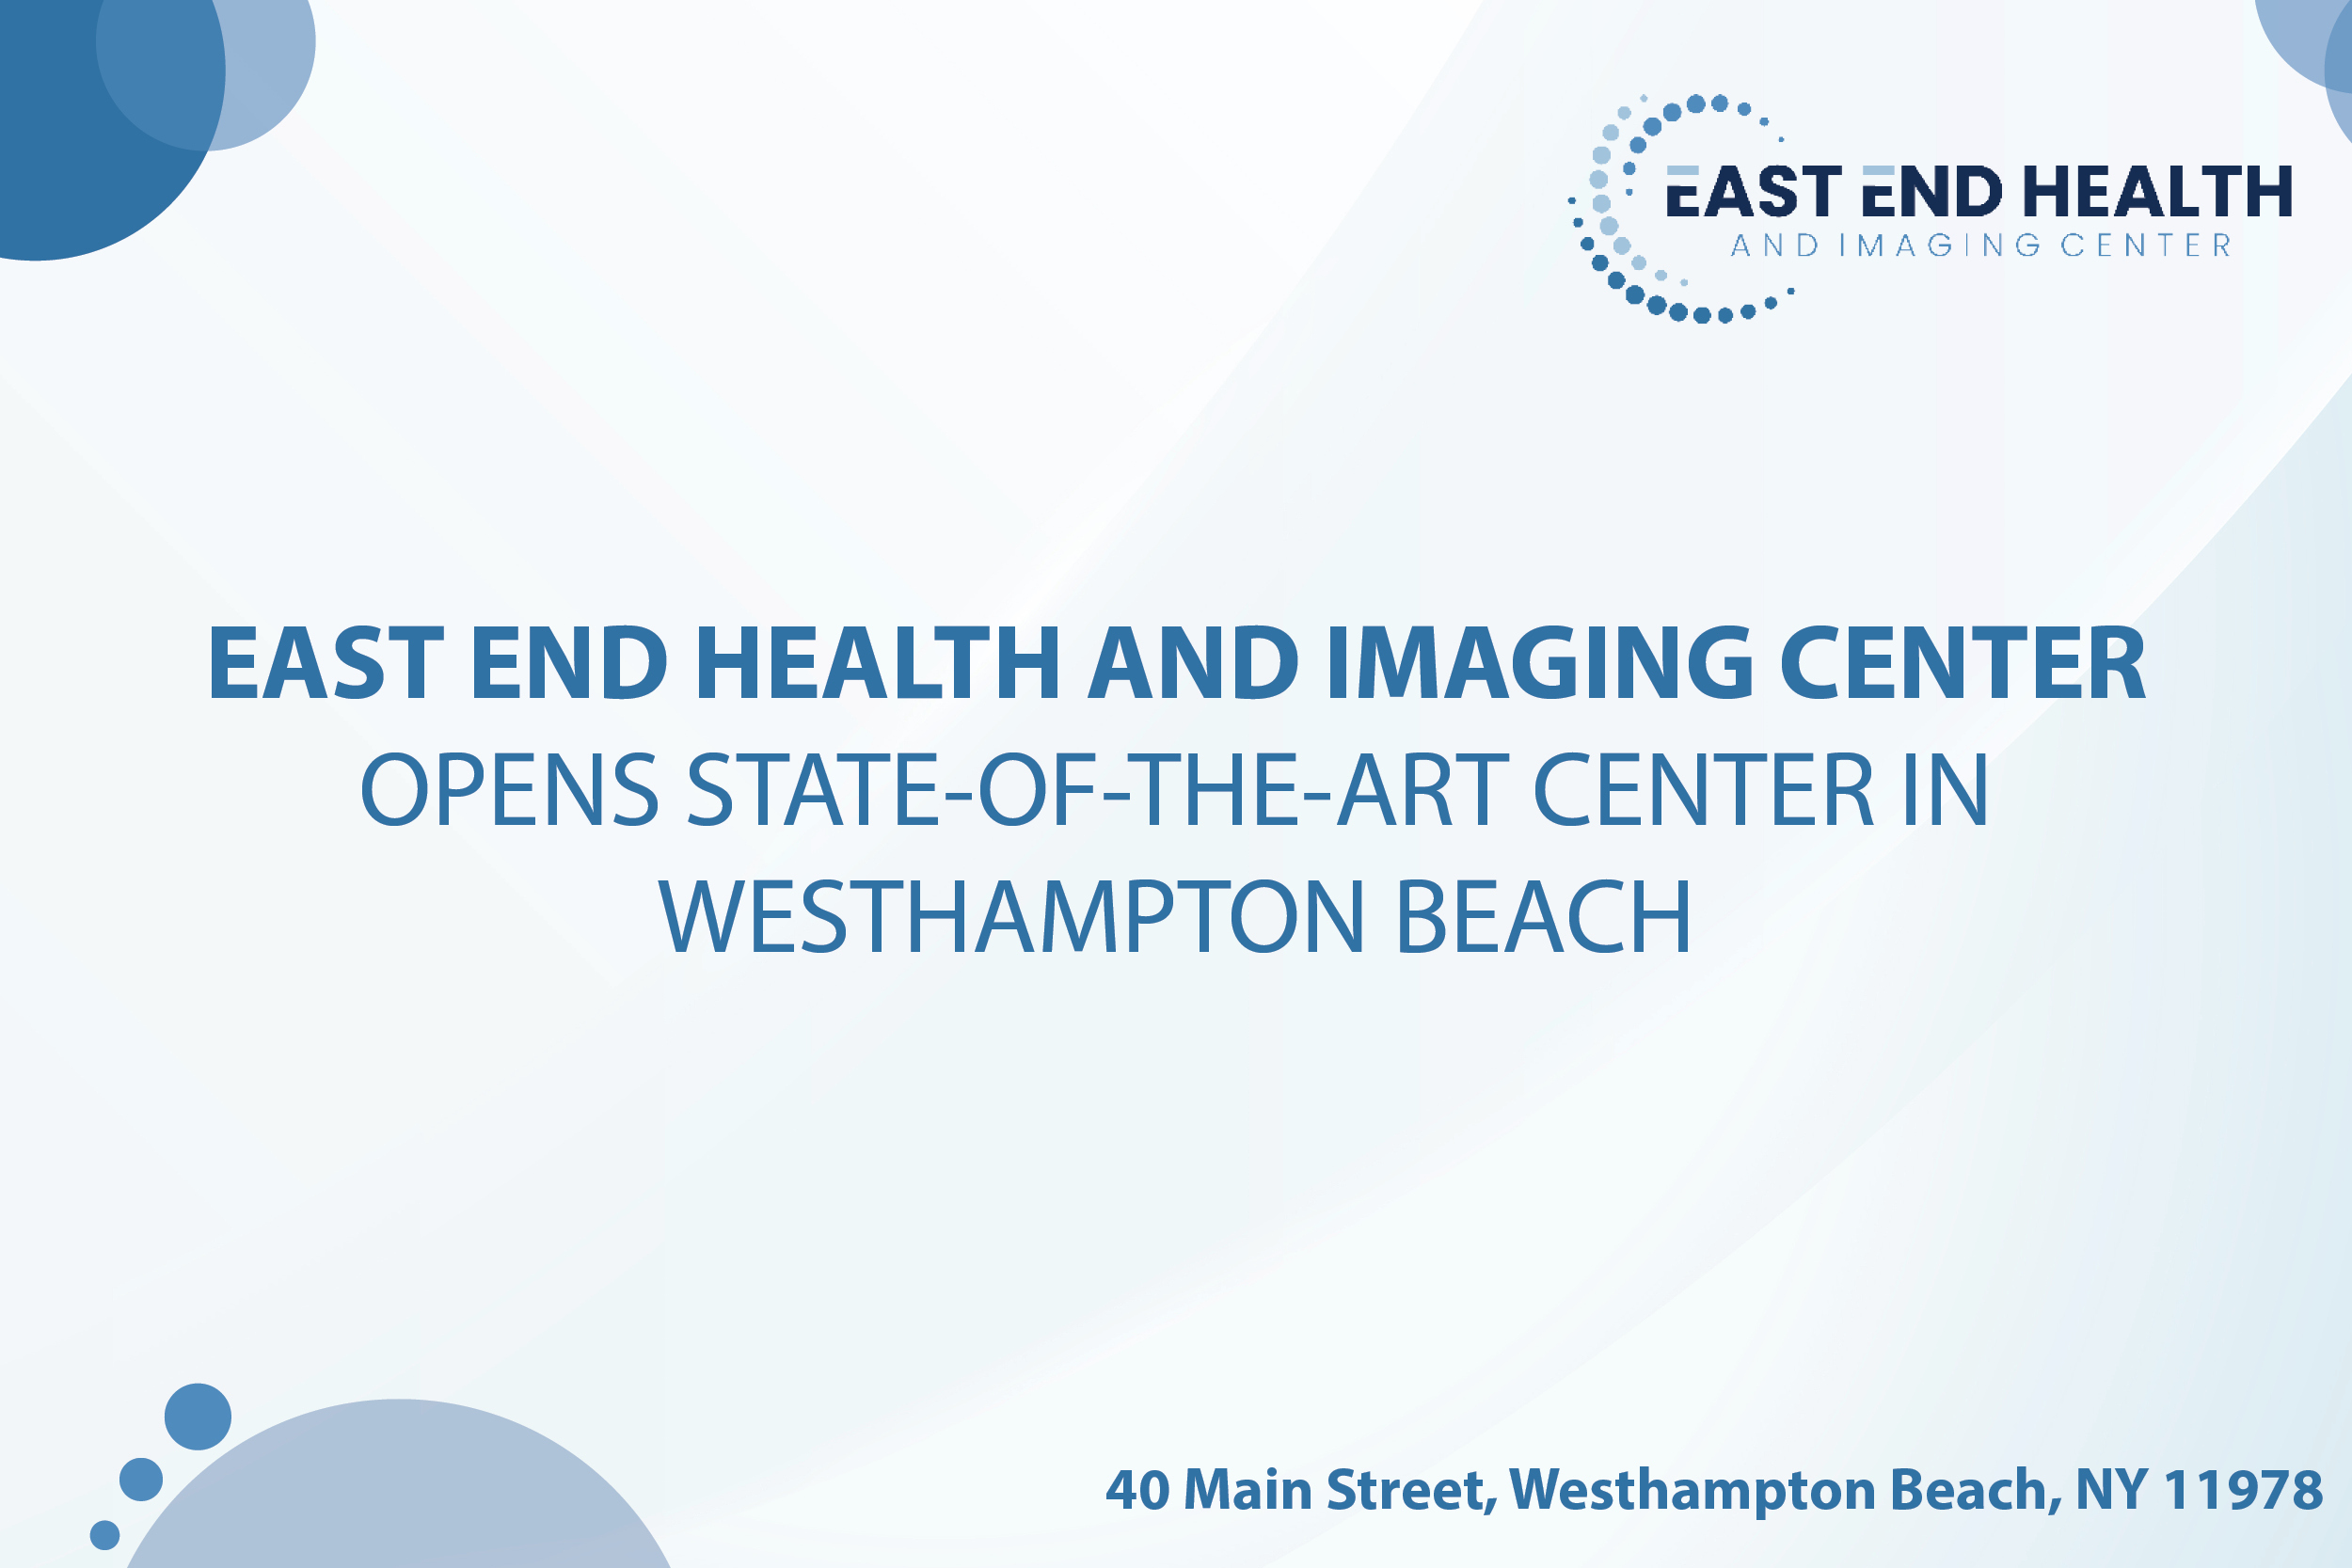 EAST END HEALTH
AND IMAGING CENTER
EAST END HEALTH AND IMAGING CENTER
OPENS STATE-OF-THE-ART CENTER IN
WESTHAMPTON BEACH
40 Main Street, Westhampton Beach, NY 11978